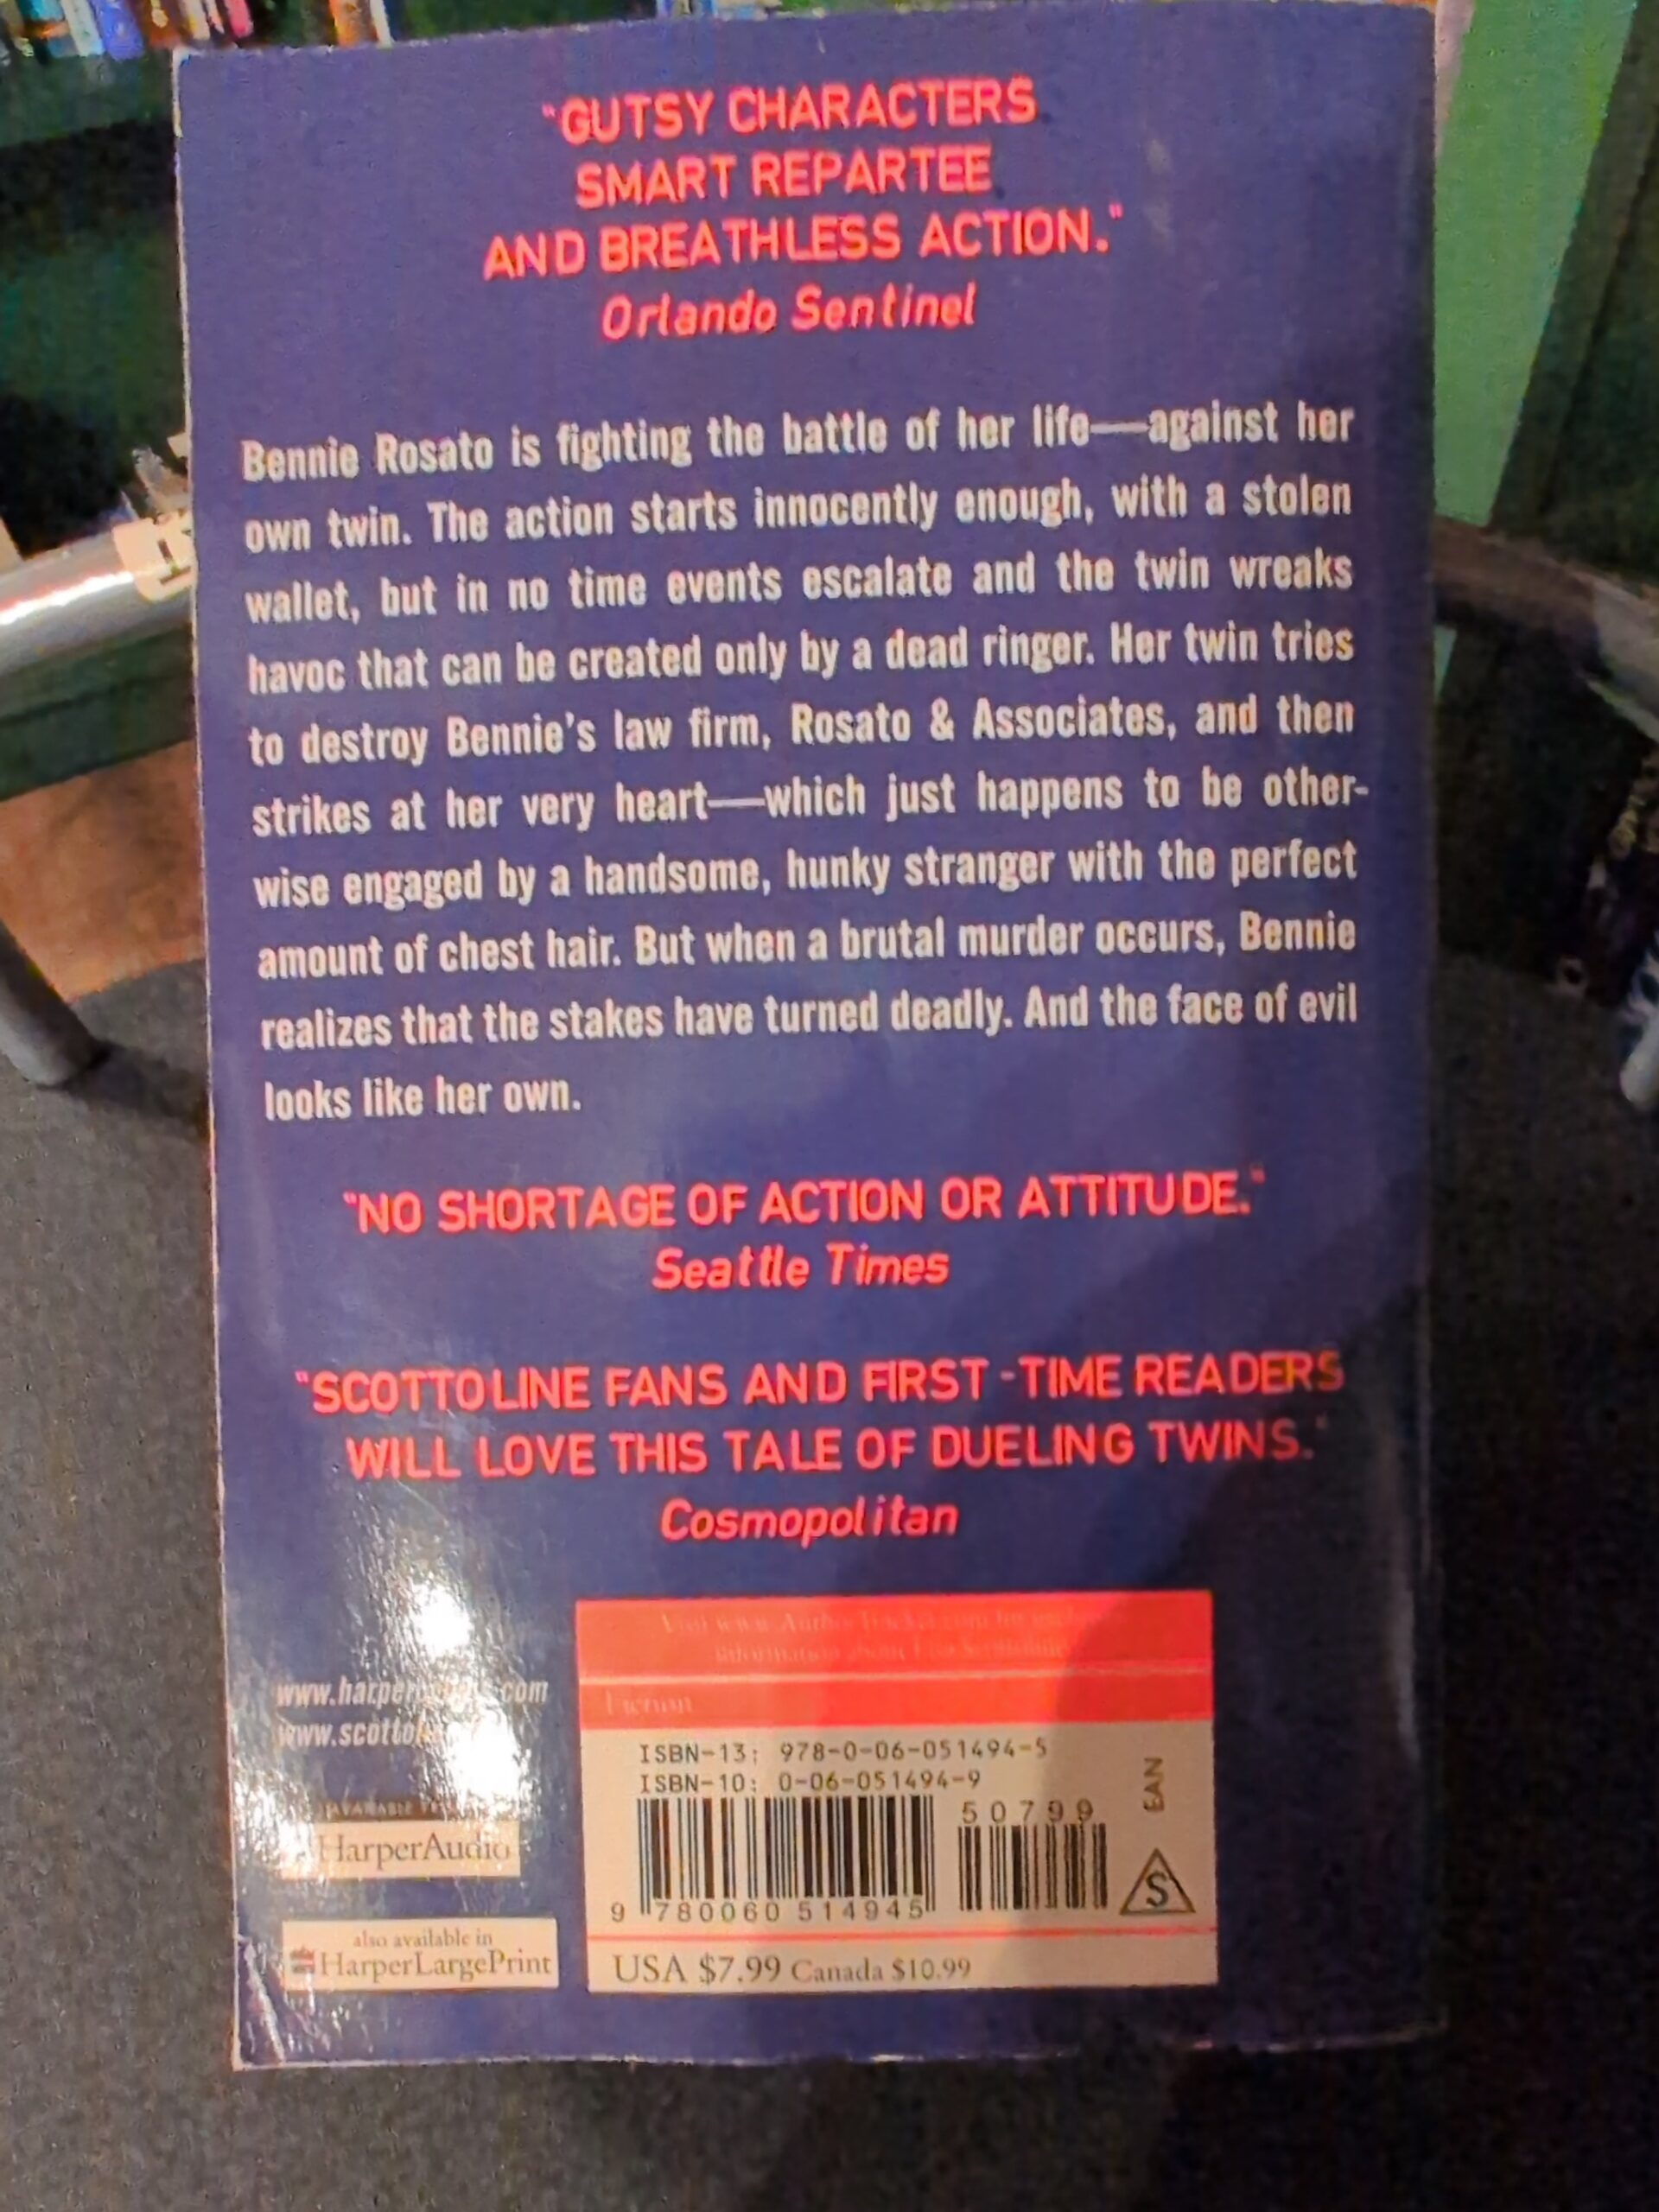 "GUTSY CHARACTERS
SMART REPARTEE
AND BREATHLESS ACTION."
Orlando Sentinel
Bennie Rosato is fighting the battle of her life—against her
own twin. The action starts innocently enough, with a stolen
wallet, but in no time events escalate and the twin wreaks
havoc that can be created only by a dead ringer. Her twin tries
to destroy Bennie's law firm, Rosato & Associates, and then
strikes at her very heart—which just happens to be other-
wise engaged by a handsome, hunky stranger with the perfect
amount of chest hair. But when a brutal murder occurs, Bennie
realizes that the stakes have turned deadly. And the face of evil
looks like her own.
"NO SHORTAGE OF ACTION OR ATTITUDE."
Seattle Times
"SCOTTOLINE FANS AND FIRST-TIME READERS
WILL LOVE THIS TALE OF DUELING TWINS."
Cosmopolitan
information about
Fiction
ISBN-13: 978-0-06-051494-5
ISBN-10: 0-06-051494-9
50799
EAN
S
9 780060 514945
USA $7.99 Canada $10.99
AVAILABLE
HarperAudio
also available in
HarperLargePrint